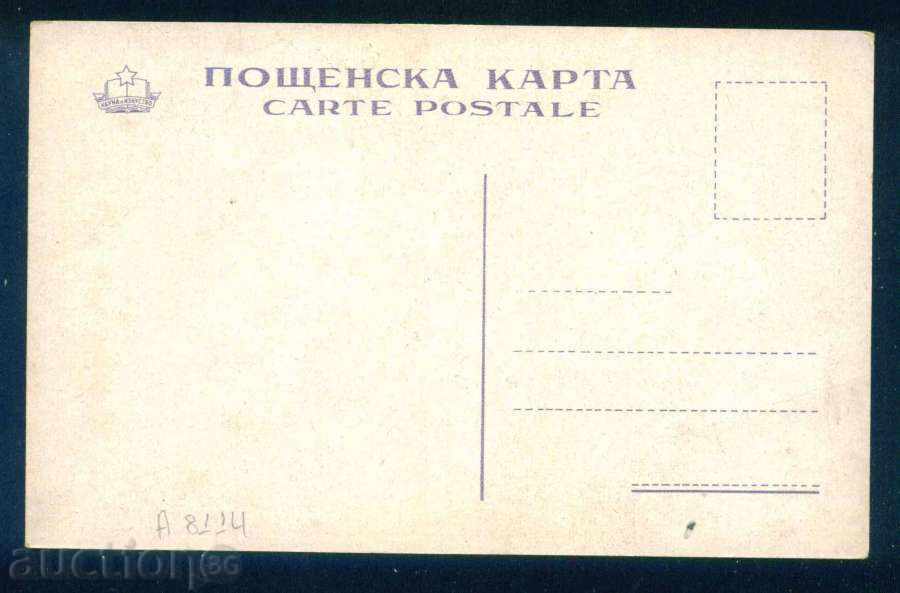 ПОЩЕНСКА КАРТА
CARTE POSTALE
НАУКА и ИЗКУСТВО
А 8114
auction.BG